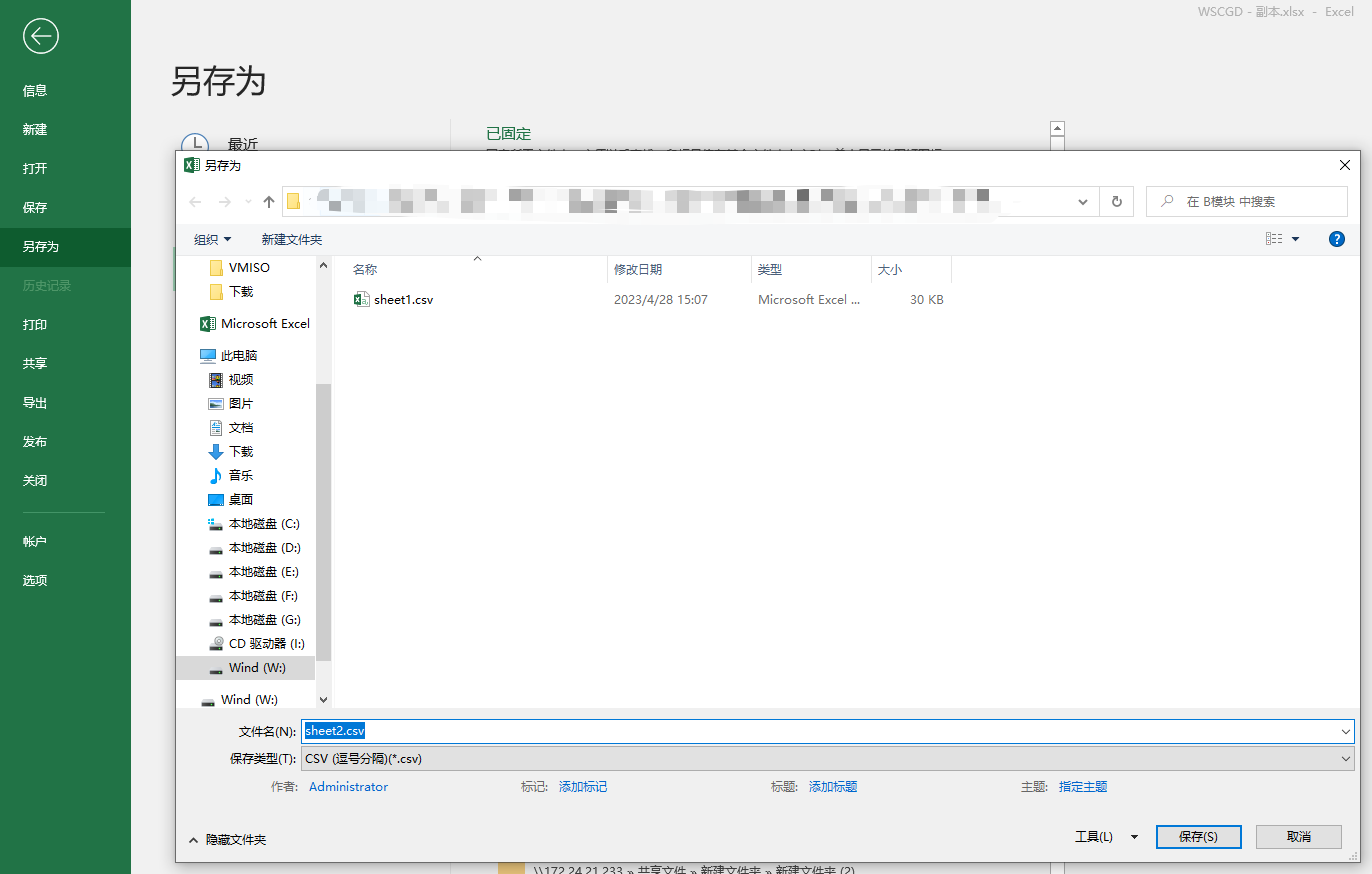 WSCGD - 副本.xlsx - Excel
信息
新建
打开
保存
另存为
历史记录
打印
共享
导出
发布
关闭
帐户
选项
另存为
最近
已固定
另存为
在 B模块 中搜索
组织
新建文件夹
VMISO
下载
Microsoft Excel
此电脑
视频
图片
文档
下载
音乐
桌面
本地磁盘 (C:)
本地磁盘 (D:)
本地磁盘 (E:)
本地磁盘 (F:)
本地磁盘 (G:)
CD 驱动器 (I:)
Wind (W:)
Wind (W:)
名称 修改日期 类型 大小
sheet1.csv 2023/4/28 15:07 Microsoft Excel ... 30 KB
文件名(N): sheet2.csv
保存类型(T): CSV (逗号分隔)(*.csv)
作者: Administrator 标记: 添加标记 标题: 添加标题 主题: 指定主题
隐藏文件夹
工具(L) 保存(S) 取消
\\172.24.21.233 » 共享文件 » 新建文件夹 » 新建文件夹 (2)